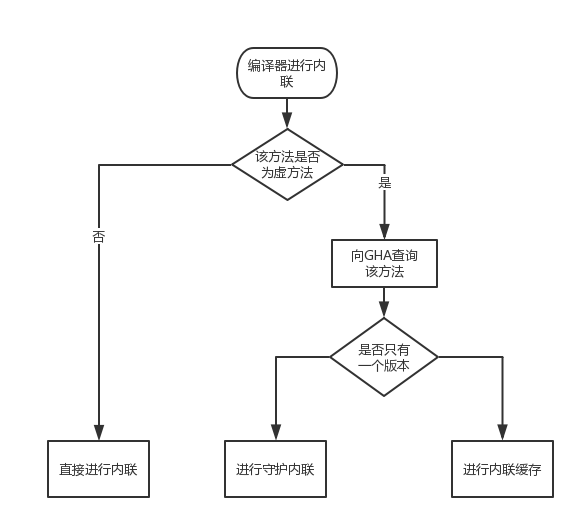 编译器进行内
联
该方法是否
为虚方法
是
否
向GHA查询
该方法
是否只有
一个版本
直接进行内联
进行守护内联
进行内联缓存